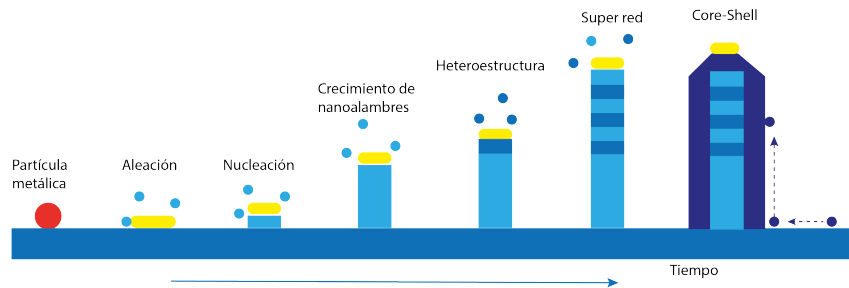 Partícula
metálica
Aleación
Nucleación
Crecimiento de
nanoalambres
Heteroestructura
Super red
Core-Shell
Tiempo